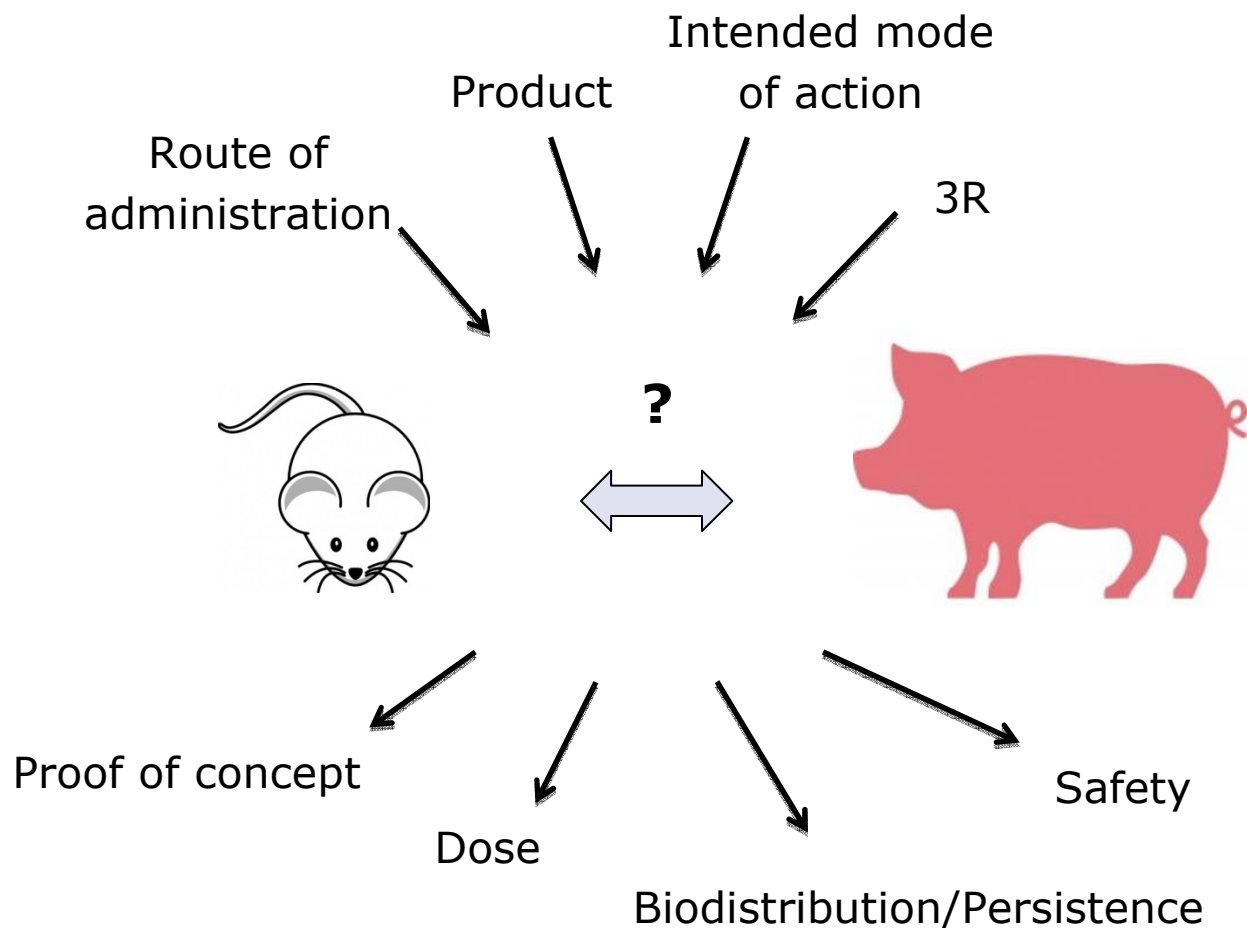 Intended mode
of action
Product
Route of
administration
3R
?
Proof of concept
Dose
Biodistribution/Persistence
Safety